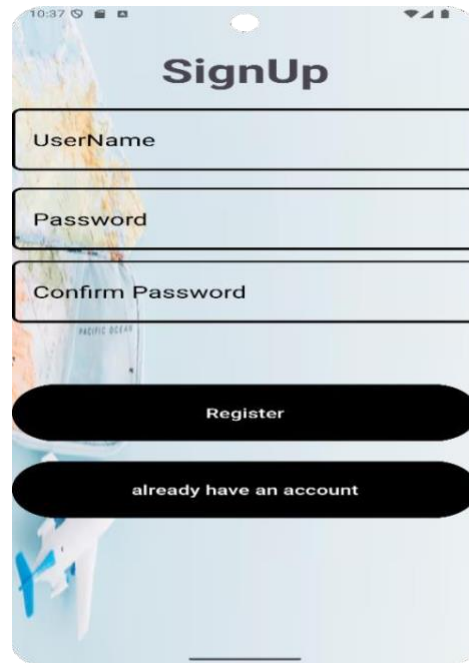 10:37
SignUp
UserName
Password
Confirm Password
PACIFIC OCEAN
Register
already have an account